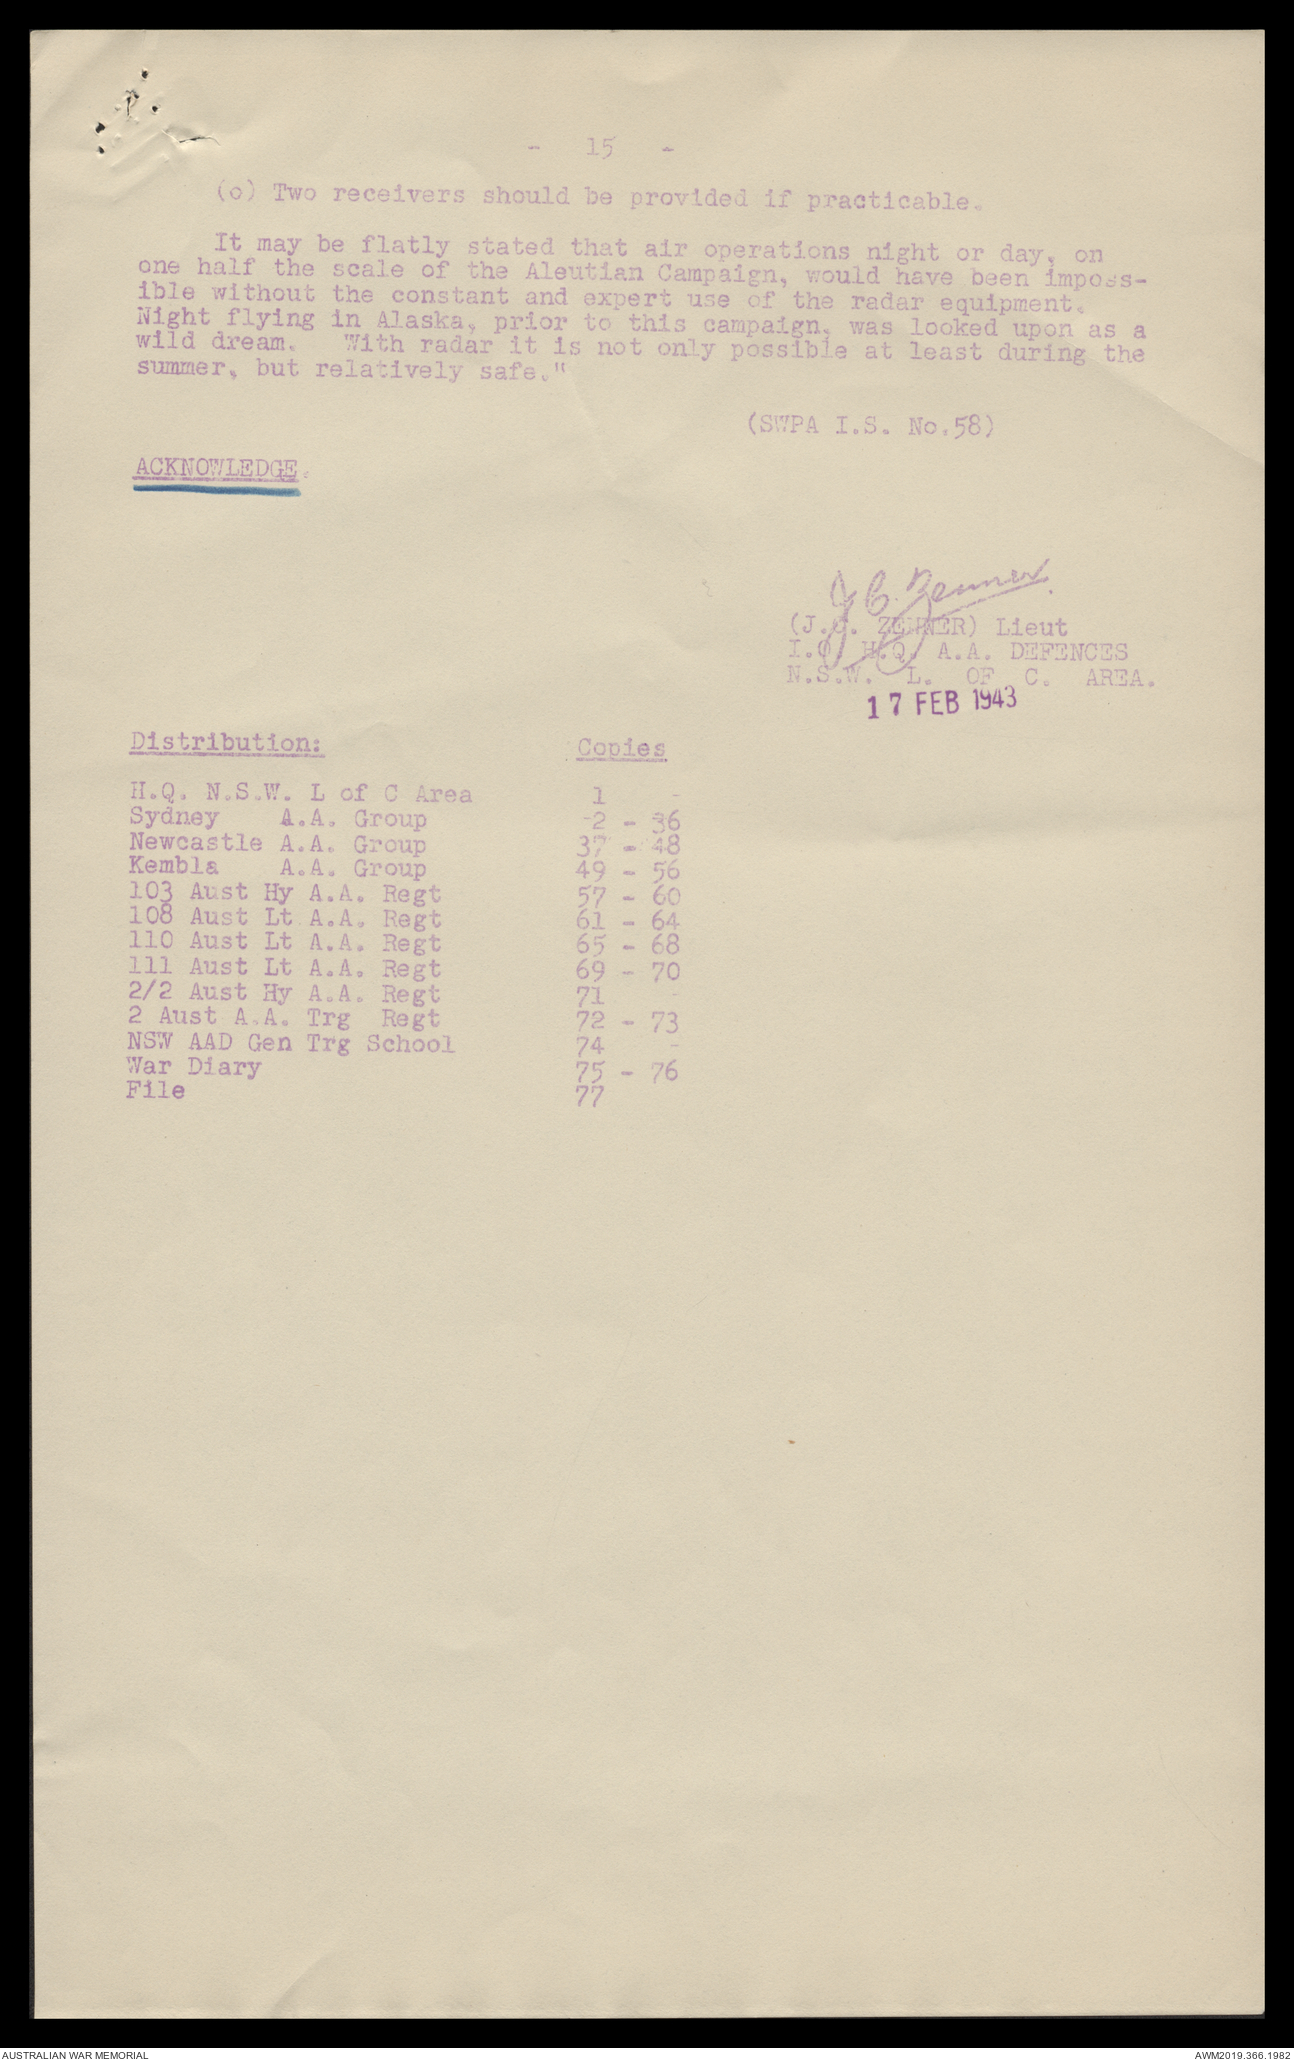 - 15 -
(o) Two receivers should be provided if practicable.
It may be flatly stated that air operations night or day, on
one half the scale of the Aleutian Campaign, would have been imposs-
ible without the constant and expert use of the radar equipment.
Night flying in Alaska, prior to this campaign, was looked upon as a
wild dream. With radar it is not only possible at least during the
summer, but relatively safe."
(SWPA I.S. No.58)
ACKNOWLEDGE.
J C Zenner
(J.C. ZENNER) Lieut
I.O. H.Q. A.A. DEFENCES
N.S.W. L. OF C. AREA.
17 FEB 1943
Distribution: Copies
H.Q. N.S.W. L of C Area 1 -
Sydney A.A. Group 2 - 36
Newcastle A.A. Group 37 - 48
Kembla A.A. Group 49 - 56
103 Aust Hy A.A. Regt 57 - 60
108 Aust Lt A.A. Regt 61 - 64
110 Aust Lt A.A. Regt 65 - 68
111 Aust Lt A.A. Regt 69 - 70
2/2 Aust Hy A.A. Regt 71 -
2 Aust A.A. Trg Regt 72 - 73
NSW AAD Gen Trg School 74 -
War Diary 75 - 76
File 77
AUSTRALIAN WAR MEMORIAL
AWM2019.366.1982